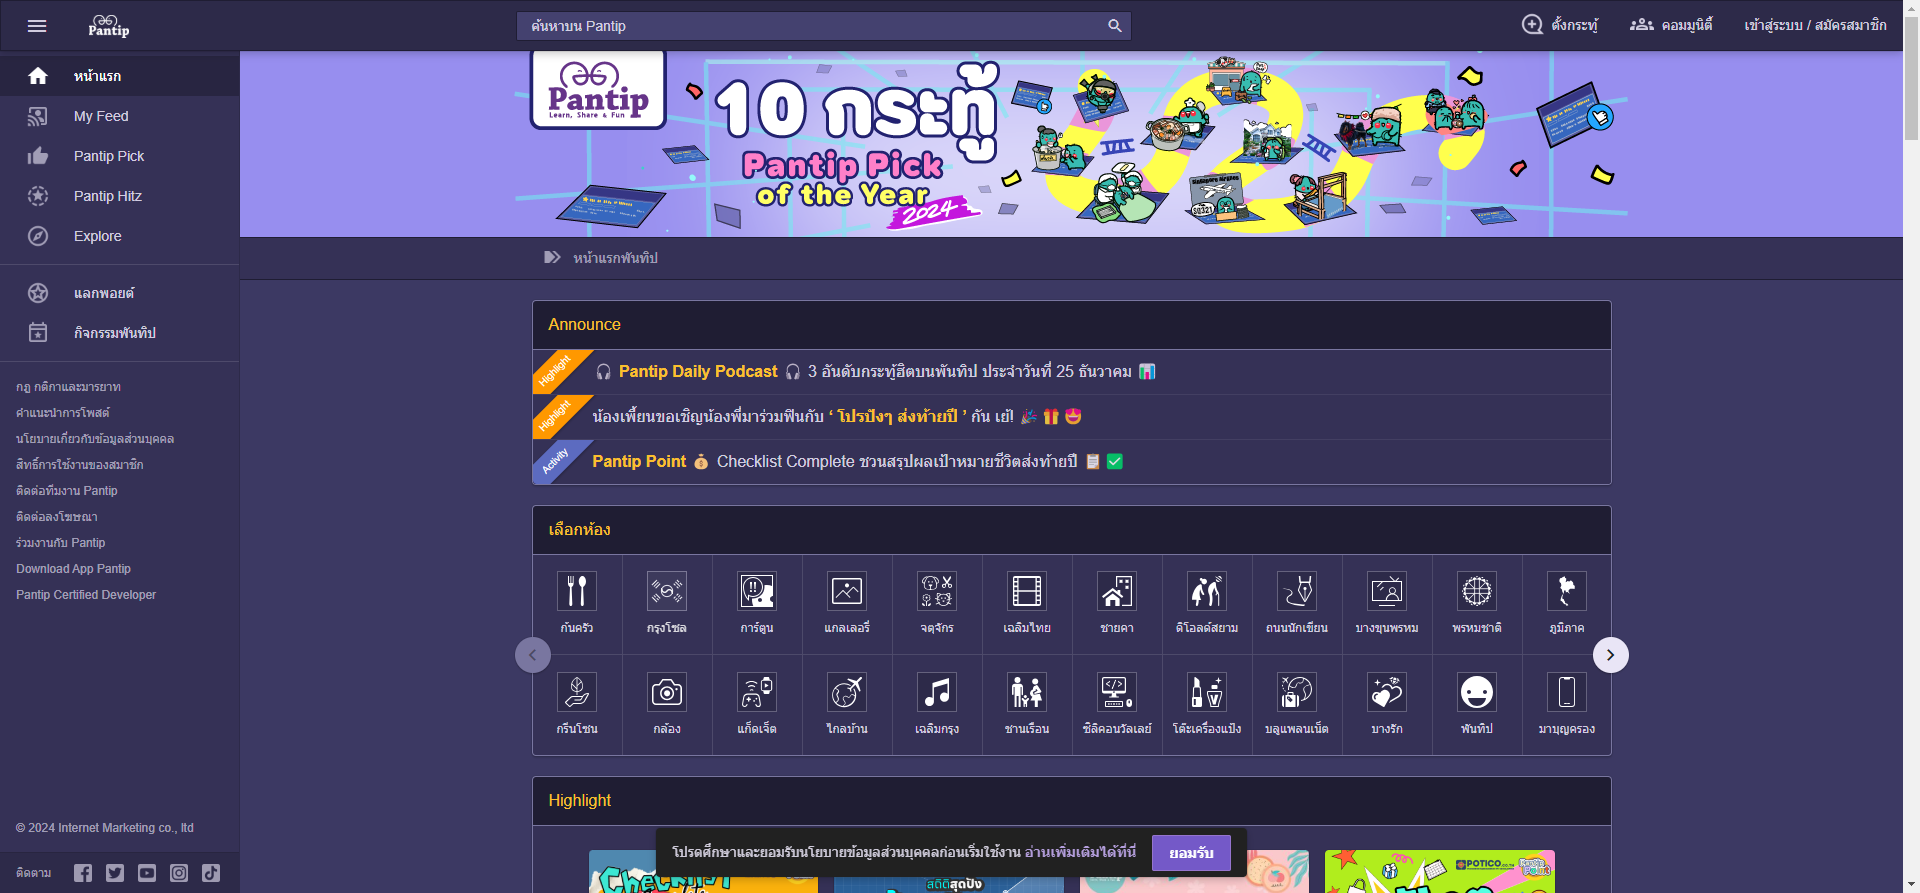 Pantip
ค้นหาบน Pantip
ตั้งกระทู้
คอมมูนิตี้
เข้าสู่ระบบ / สมัครสมาชิก
หน้าแรก
My Feed
Pantip Pick
Pantip Hitz
Explore
แลกพอยต์
กิจกรรมพันทิป
กฎ กติกาและมารยาท
คำแนะนำการโพสต์
นโยบายเกี่ยวกับข้อมูลส่วนบุคคล
สิทธิ์การใช้งานของสมาชิก
ติดต่อทีมงาน Pantip
ติดต่อลงโฆษณา
ร่วมงานกับ Pantip
Download App Pantip
Pantip Certified Developer
© 2024 Internet Marketing co., ltd
ติดตาม
Pantip
Learn, Share & Fun
10 กระทู้
Pantip Pick
of the Year
2024
Singapore Airlines
SQ321
หน้าแรกพันทิป
Announce
Highlight
🎧 Pantip Daily Podcast 🎧 3 อันดับกระทู้ฮิตบนพันทิป ประจำวันที่ 25 ธันวาคม 📊
Highlight
น้องเพี้ยนขอเชิญน้องพี่มาร่วมฟินกับ ‘ โปรปังๆ ส่งท้ายปี ’ กัน เย้! 🎉 🎁 😍
Activity
Pantip Point 💰 Checklist Complete ชวนสรุปผลเป้าหมายชีวิตส่งท้ายปี 📋 ✅
เลือกห้อง
ก้นครัว
กรุงโซล
การ์ตูน
แกลเลอรี่
จตุจักร
เฉลิมไทย
ชายคา
ดิโอลด์สยาม
ถนนนักเขียน
บางขุนพรหม
พรหมชาติ
ภูมิภาค
กรีนโซน
กล้อง
แก็ดเจ็ต
ไกลบ้าน
เฉลิมกรุง
ชานเรือน
ซิลิคอนวัลเลย์
โต๊ะเครื่องแป้ง
บลูแพลนเน็ต
บางรัก
พันทิป
มาบุญครอง
Highlight
Checklist
สถิติสุดปัง
POTICO.co.th
โปรดศึกษาและยอมรับนโยบายข้อมูลส่วนบุคคลก่อนเริ่มใช้งาน อ่านเพิ่มเติมได้ที่นี่
ยอมรับ